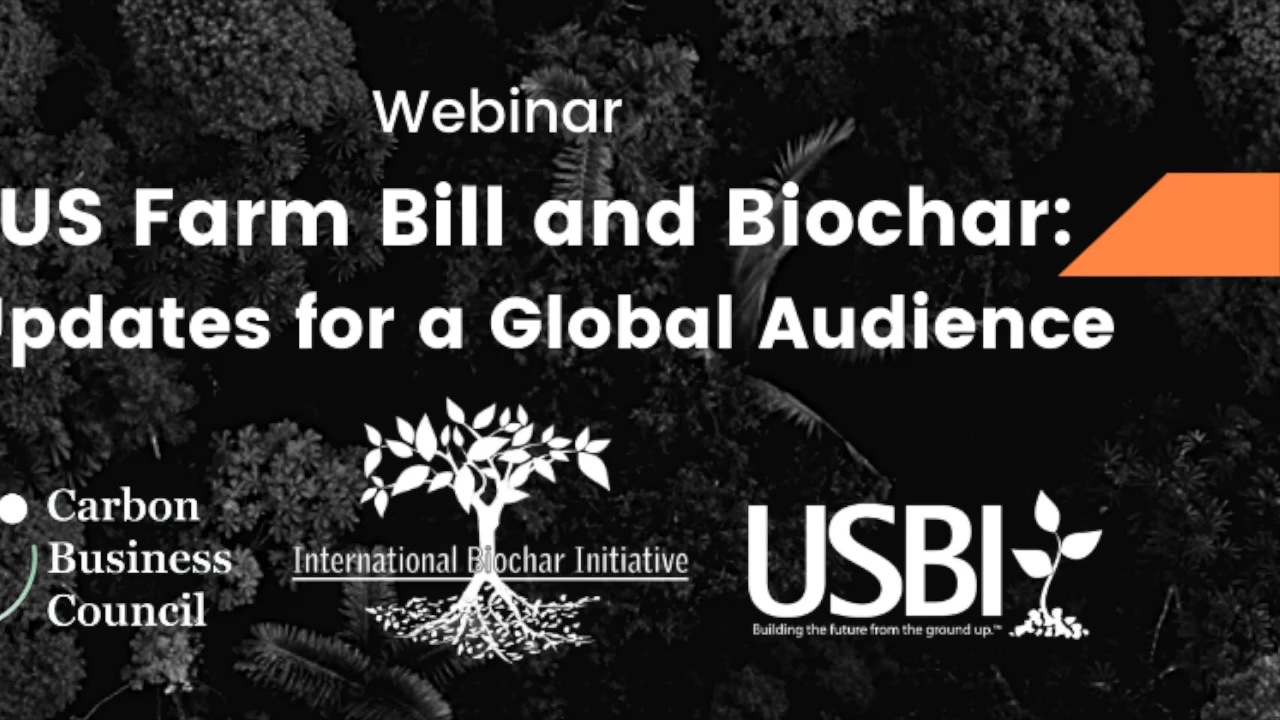 Webinar
US Farm Bill and Biochar:
Updates for a Global Audience
Carbon
Business
Council
International Biochar Initiative
USBI
Building the future from the ground up.™